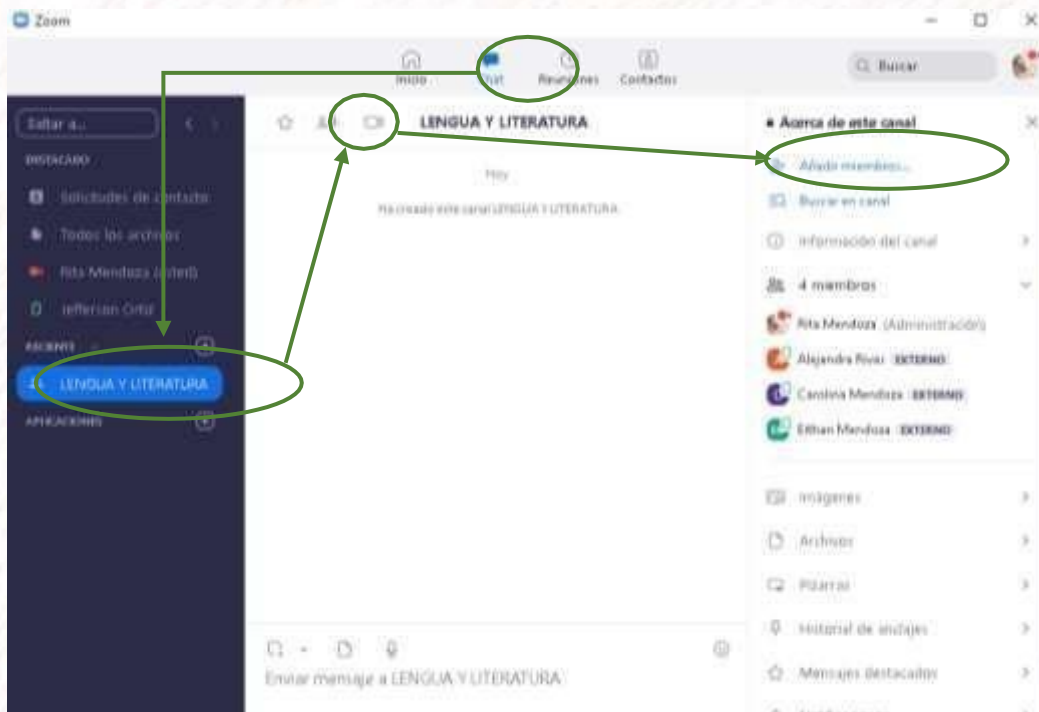 Zoom
Inicio
Chat
Reuniones
Contactos
Buscar
Saltar a...
DESTACADO
Solicitudes de contacto
Todos los archivos
Rita Mendoza (usted)
Jefferson
RECIENTE
LENGUA Y LITERATURA
APLICACIONES
LENGUA Y LITERATURA
Hoy
Ha creado este canal LENGUA Y LITERATURA.
Enviar mensaje a LENGUA Y LITERATURA
Acerca de este canal
Añadir miembros...
Buscar en canal
Información del canal
4 miembros
Rita Mendoza (Administración)
Alejandra Rivas EXTERNO
Carolina Mendoza EXTERNO
Eithan Mendoza EXTERNO
Imágenes
Archivos
Pizarras
Historial de anclajes
Mensajes destacados